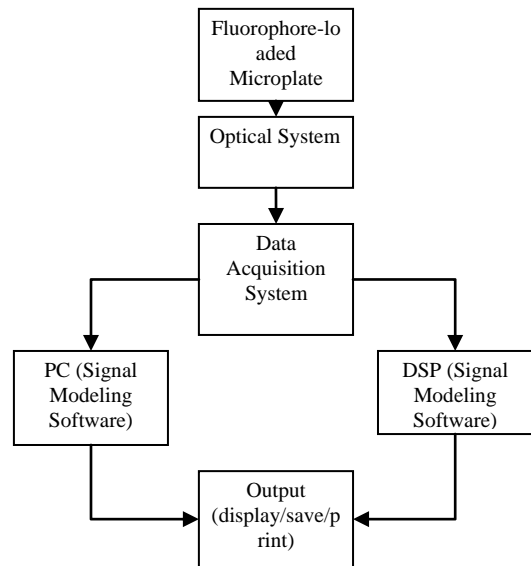 Fluorophore-lo
aded
Microplate
Optical System
Data
Acquisition
System
PC (Signal
Modeling
Software)
DSP (Signal
Modeling
Software)
Output
(display/save/p
rint)